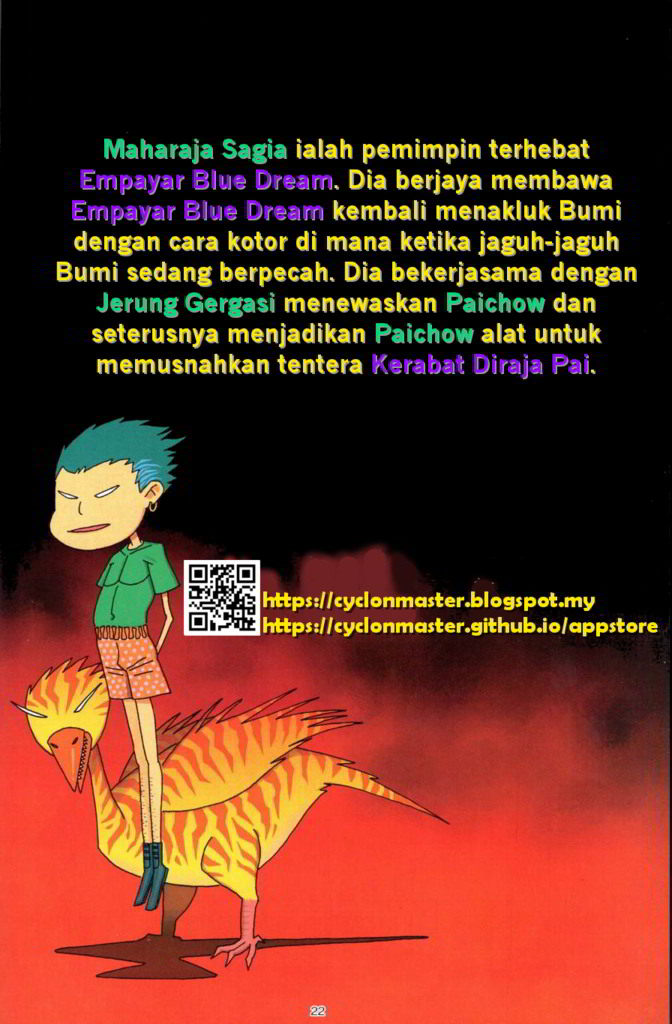 Maharaja Sagia ialah pemimpin terhebat
Empayar Blue Dream. Dia berjaya membawa
Empayar Blue Dream kembali menakluk Bumi
dengan cara kotor di mana ketika jaguh-jaguh
Bumi sedang berpecah. Dia bekerjasama dengan
Jerung Gergasi menewaskan Paichow dan
seterusnya menjadikan Paichow alat untuk
memusnahkan tentera Kerabat Diraja Pai.
https://cyclonmaster.blogspot.my
https://cyclonmaster.github.io/appstore
22